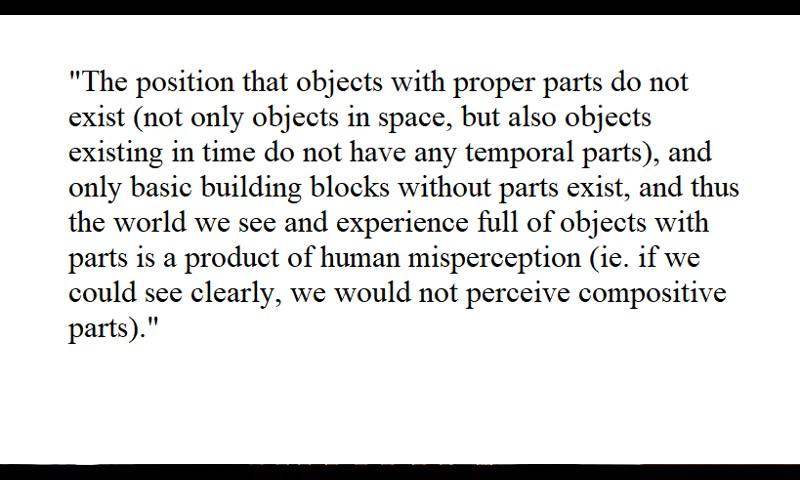 "The position that objects with proper parts do not
exist (not only objects in space, but also objects
existing in time do not have any temporal parts), and
only basic building blocks without parts exist, and thus
the world we see and experience full of objects with
parts is a product of human misperception (ie. if we
could see clearly, we would not perceive compositive
parts)."